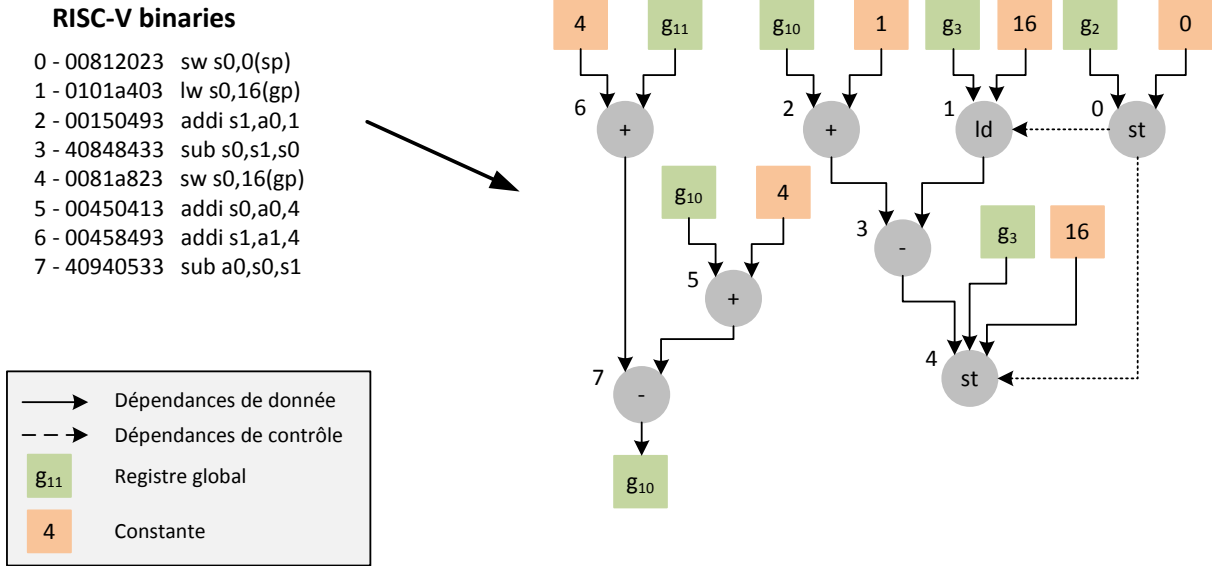 RISC-V binaries
0 - 00812023 sw s0,0(sp)
1 - 0101a403 lw s0,16(gp)
2 - 00150493 addi s1,a0,1
3 - 40848433 sub s0,s1,s0
4 - 0081a823 sw s0,16(gp)
5 - 00450413 addi s0,a0,4
6 - 00458493 addi s1,a1,4
7 - 40940533 sub a0,s0,s1
4 g11 g10 1 g3 16 g2 0
6 + 2 + 1 ld 0 st
g10 4
3 - g3 16
5 +
7 - 4 st
g10
Dépendances de donnée
Dépendances de contrôle
g11 Registre global
4 Constante